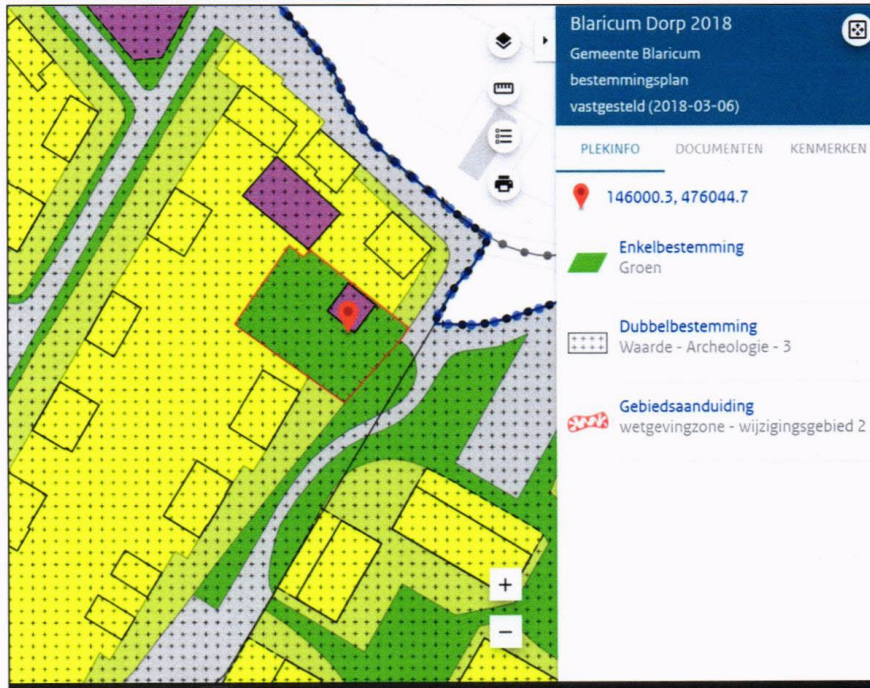 Blaricum Dorp 2018
Gemeente Blaricum
bestemmingsplan
vastgesteld (2018-03-06)
PLEKINFO DOCUMENTEN KENMERKEN
146000.3, 476044.7
Enkelbestemming
Groen
Dubbelbestemming
Waarde - Archeologie - 3
Gebiedsaanduiding
wetgevingzone - wijzigingsgebied 2
+
−